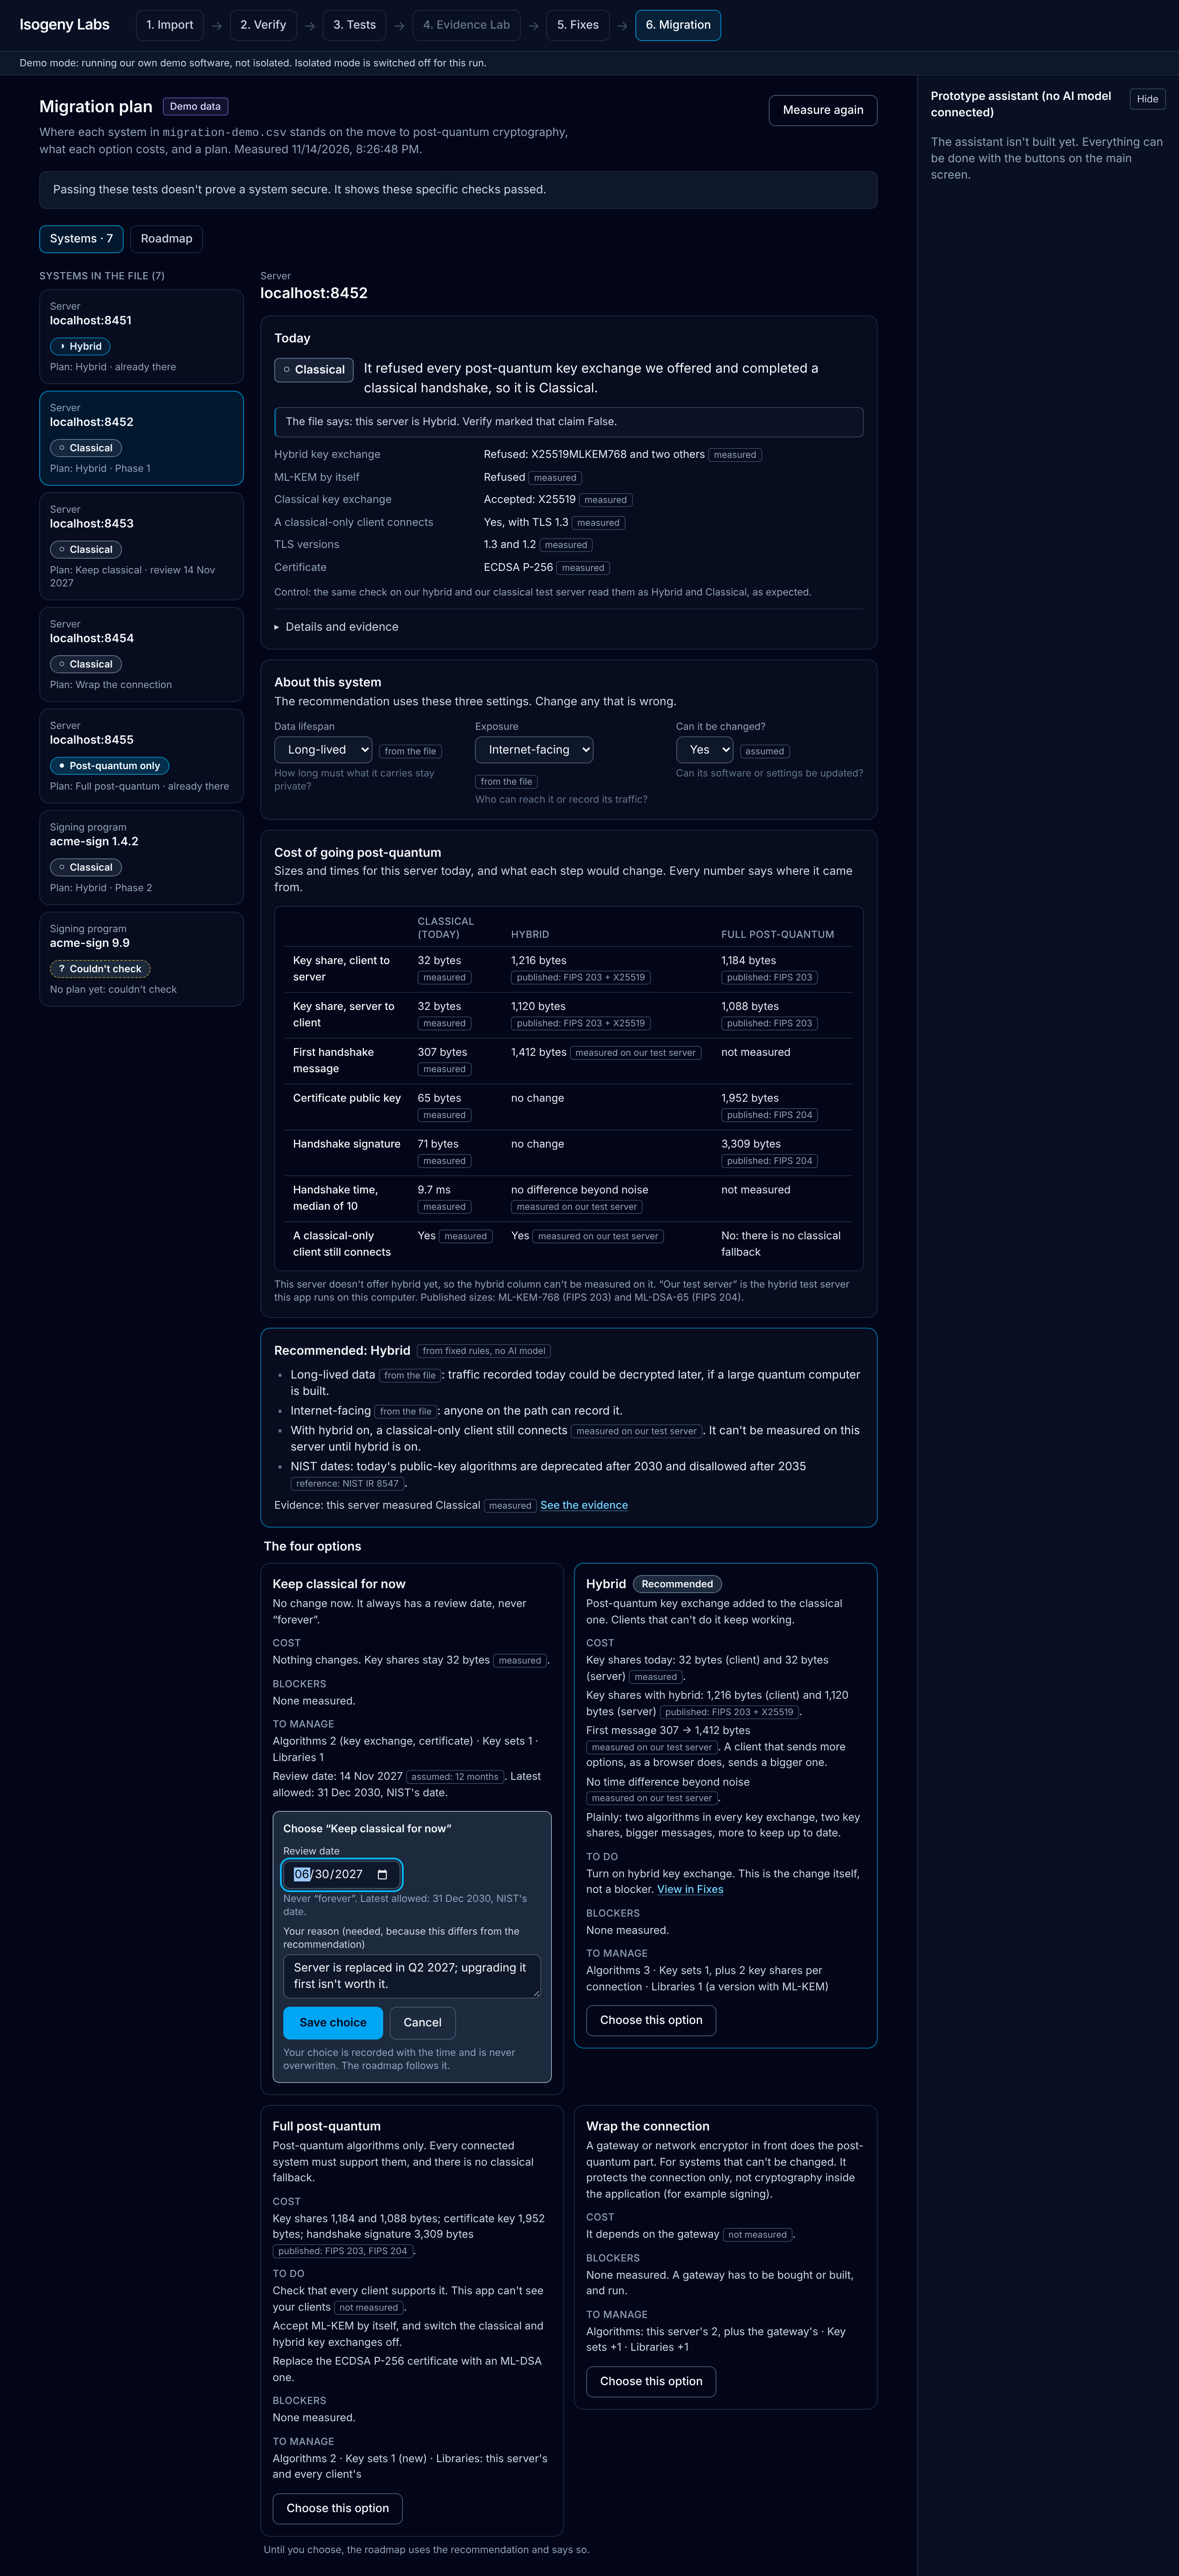 Isogeny Labs
1. Import → 2. Verify → 3. Tests → 4. Evidence Lab → 5. Fixes → 6. Migration
Demo mode: running our own demo software, not isolated. Isolated mode is switched off for this run.
Migration plan Demo data
Measure again
Where each system in migration-demo.csv stands on the move to post-quantum cryptography,
what each option costs, and a plan. Measured 11/14/2026, 8:26:48 PM.
Passing these tests doesn't prove a system secure. It shows these specific checks passed.
Systems · 7 Roadmap
Prototype assistant (no AI model
connected)
Hide
The assistant isn't built yet. Everything can
be done with the buttons on the main
screen.
SYSTEMS IN THE FILE (7)
Server
localhost:8451
Hybrid
Plan: Hybrid · already there
Server
localhost:8452
Classical
Plan: Hybrid · Phase 1
Server
localhost:8453
Classical
Plan: Keep classical · review 14 Nov
2027
Server
localhost:8454
Classical
Plan: Wrap the connection
Server
localhost:8455
Post-quantum only
Plan: Full post-quantum · already there
Signing program
acme-sign 1.4.2
Classical
Plan: Hybrid · Phase 2
Signing program
acme-sign 9.9
? Couldn't check
No plan yet: couldn't check
Server
localhost:8452
Today
Classical
It refused every post-quantum key exchange we offered and completed a
classical handshake, so it is Classical.
The file says: this server is Hybrid. Verify marked that claim False.
Hybrid key exchange Refused: X25519MLKEM768 and two others measured
ML-KEM by itself Refused measured
Classical key exchange Accepted: X25519 measured
A classical-only client connects Yes, with TLS 1.3 measured
TLS versions 1.3 and 1.2 measured
Certificate ECDSA P-256 measured
Control: the same check on our hybrid and our classical test server read them as Hybrid and Classical, as expected.
▸ Details and evidence
About this system
The recommendation uses these three settings. Change any that is wrong.
Data lifespan
Long-lived from the file
How long must what it carries stay
private?
Exposure
Internet-facing
from the file
Who can reach it or record its traffic?
Can it be changed?
Yes assumed
Can its software or settings be updated?
Cost of going post-quantum
Sizes and times for this server today, and what each step would change. Every number says where it came
from.
CLASSICAL
(TODAY) HYBRID FULL POST-QUANTUM
Key share, client to
server
32 bytes
measured
1,216 bytes
published: FIPS 203 + X25519
1,184 bytes
published: FIPS 203
Key share, server to
client
32 bytes
measured
1,120 bytes
published: FIPS 203 + X25519
1,088 bytes
published: FIPS 203
First handshake
message
307 bytes
measured
1,412 bytes measured on our test server
not measured
Certificate public key
65 bytes
measured
no change
1,952 bytes
published: FIPS 204
Handshake signature
71 bytes
measured
no change
3,309 bytes
published: FIPS 204
Handshake time,
median of 10
9.7 ms
measured
no difference beyond noise
measured on our test server
not measured
A classical-only
client still connects
Yes measured
Yes measured on our test server
No: there is no classical
fallback
This server doesn't offer hybrid yet, so the hybrid column can't be measured on it. “Our test server” is the hybrid test server
this app runs on this computer. Published sizes: ML-KEM-768 (FIPS 203) and ML-DSA-65 (FIPS 204).
Recommended: Hybrid from fixed rules, no AI model
• Long-lived data from the file: traffic recorded today could be decrypted later, if a large quantum computer
is built.
• Internet-facing from the file: anyone on the path can record it.
• With hybrid on, a classical-only client still connects measured on our test server. It can't be measured on this
server until hybrid is on.
• NIST dates: today's public-key algorithms are deprecated after 2030 and disallowed after 2035
reference: NIST IR 8547.
Evidence: this server measured Classical measured See the evidence
The four options
Keep classical for now
No change now. It always has a review date, never
“forever”.
COST
Nothing changes. Key shares stay 32 bytes measured.
BLOCKERS
None measured.
TO MANAGE
Algorithms 2 (key exchange, certificate) · Key sets 1 ·
Libraries 1
Review date: 14 Nov 2027 assumed: 12 months. Latest
allowed: 31 Dec 2030, NIST's date.
Choose “Keep classical for now”
Review date
06/30/2027
Never “forever”. Latest allowed: 31 Dec 2030, NIST's
date.
Your reason (needed, because this differs from the
recommendation)
Server is replaced in Q2 2027; upgrading it
first isn't worth it.
Save choice Cancel
Your choice is recorded with the time and is never
overwritten. The roadmap follows it.
Hybrid Recommended
Post-quantum key exchange added to the classical
one. Clients that can't do it keep working.
COST
Key shares today: 32 bytes (client) and 32 bytes
(server) measured.
Key shares with hybrid: 1,216 bytes (client) and 1,120
bytes (server) published: FIPS 203 + X25519.
First message 307 → 1,412 bytes
measured on our test server. A client that sends more
options, as a browser does, sends a bigger one.
No time difference beyond noise
measured on our test server.
Plainly: two algorithms in every key exchange, two key
shares, bigger messages, more to keep up to date.
TO DO
Turn on hybrid key exchange. This is the change itself,
not a blocker. View in Fixes
BLOCKERS
None measured.
TO MANAGE
Algorithms 3 · Key sets 1, plus 2 key shares per
connection · Libraries 1 (a version with ML-KEM)
Choose this option
Full post-quantum
Post-quantum algorithms only. Every connected
system must support them, and there is no classical
fallback.
COST
Key shares 1,184 and 1,088 bytes; certificate key 1,952
bytes; handshake signature 3,309 bytes
published: FIPS 203, FIPS 204.
TO DO
Check that every client supports it. This app can't see
your clients not measured.
Accept ML-KEM by itself, and switch the classical and
hybrid key exchanges off.
Replace the ECDSA P-256 certificate with an ML-DSA
one.
BLOCKERS
None measured.
TO MANAGE
Algorithms 2 · Key sets 1 (new) · Libraries: this server's
and every client's
Choose this option
Wrap the connection
A gateway or network encryptor in front does the post-
quantum part. For systems that can't be changed. It
protects the connection only, not cryptography inside
the application (for example signing).
COST
It depends on the gateway not measured.
BLOCKERS
None measured. A gateway has to be bought or built,
and run.
TO MANAGE
Algorithms: this server's 2, plus the gateway's · Key
sets +1 · Libraries +1
Choose this option
Until you choose, the roadmap uses the recommendation and says so.